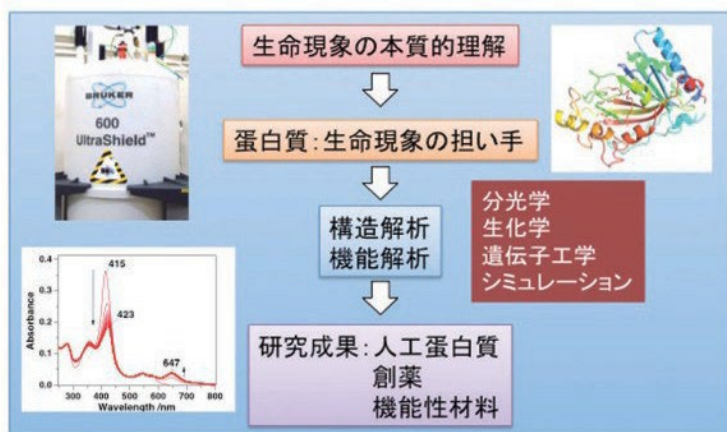 生命現象の本質的理解
BRUKER
600
UltraShield™
蛋白質：生命現象の担い手
構造解析
機能解析
分光学
生化学
遺伝子工学
シミュレーション
0.4
0.3
0.2
0.1
0.0
Absorbance
415
423
647
300 400 500 600 700 800
Wavelength /nm
研究成果：人工蛋白質
創薬
機能性材料